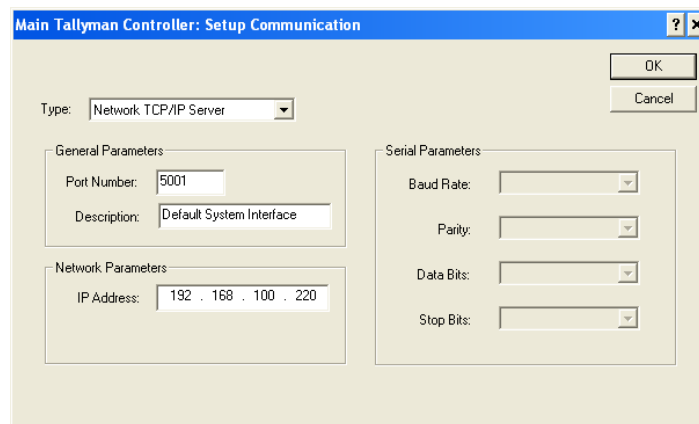 Main Tallyman Controller: Setup Communication
OK
Cancel
Type: Network TCP/IP Server
General Parameters
Port Number: 5001
Description: Default System Interface
Network Parameters
IP Address: 192 . 168 . 100 . 220
Serial Parameters
Baud Rate:
Parity:
Data Bits:
Stop Bits: